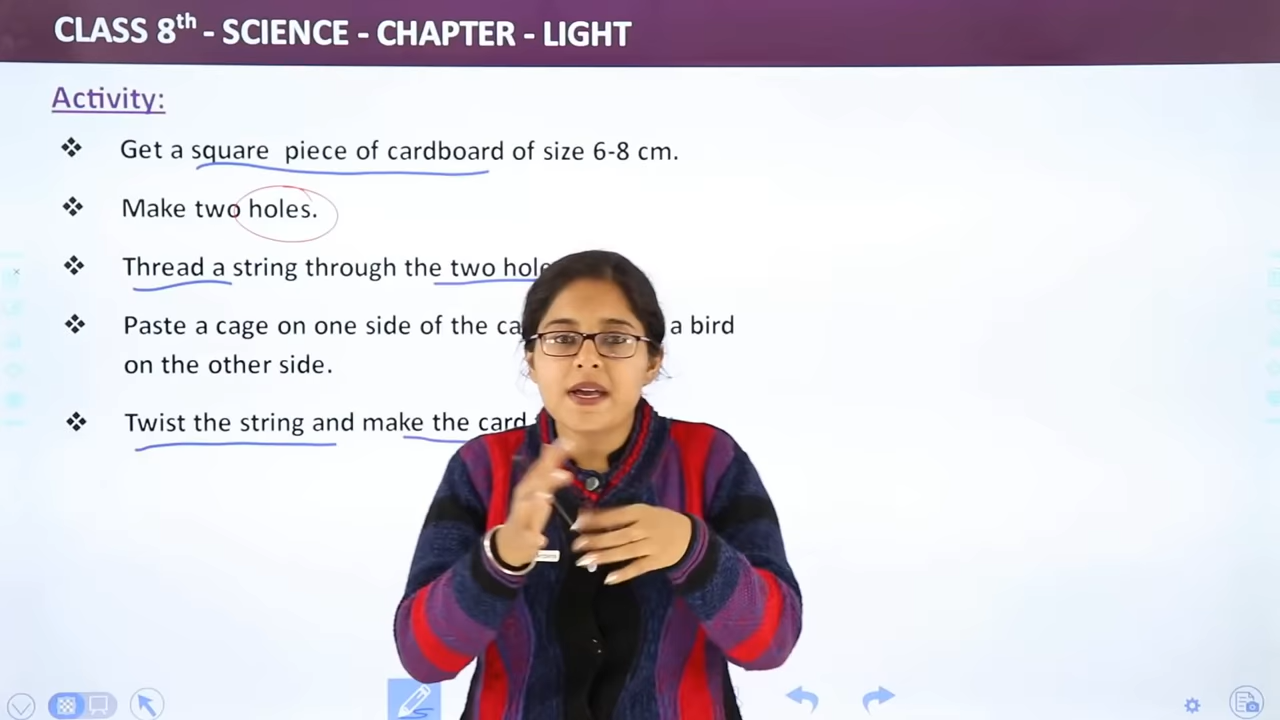 CLASS 8th - SCIENCE - CHAPTER - LIGHT
Activity:
Get a square piece of cardboard of size 6-8 cm.
Make two holes.
Thread a string through the two
Paste a cage on one side of the a bird
on the other side.
Twist the string and make the card